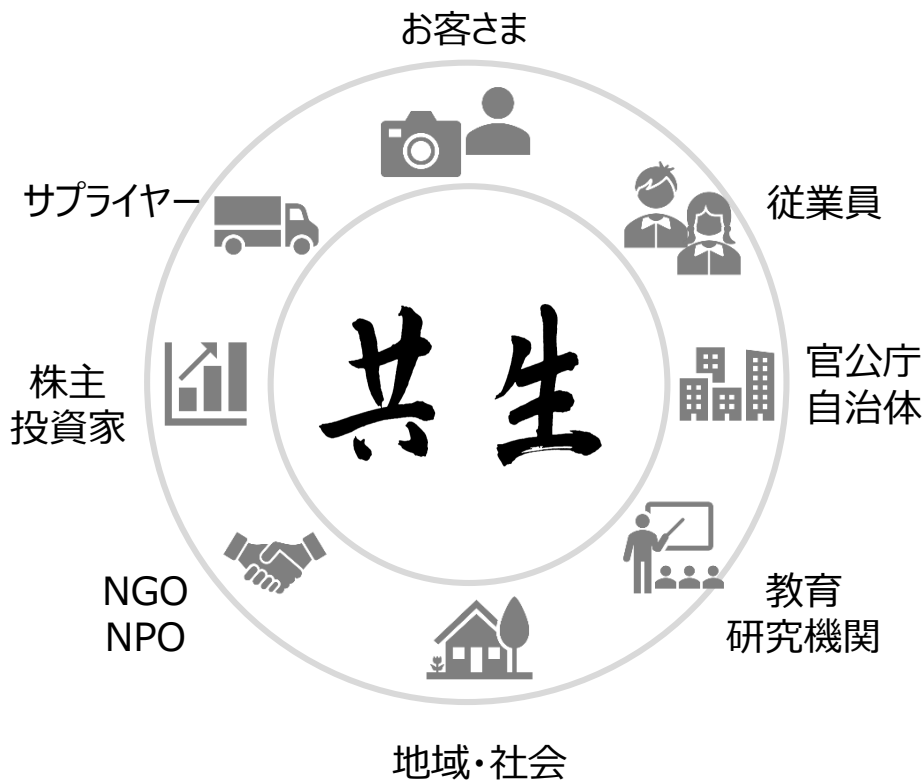 お客さま
サプライヤー
従業員
共生
株主
投資家
官公庁
自治体
NGO
NPO
教育
研究機関
地域・社会